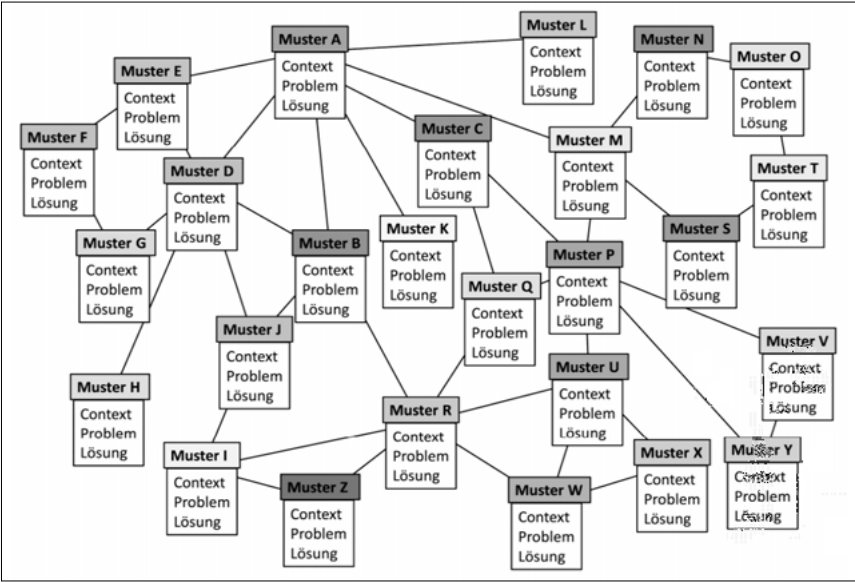 Muster A
Context
Problem
Lösung
Muster L
Context
Problem
Lösung
Muster N
Context
Problem
Lösung
Muster O
Context
Problem
Lösung
Muster E
Context
Problem
Lösung
Muster F
Context
Problem
Lösung
Muster D
Context
Problem
Lösung
Muster C
Context
Problem
Lösung
Muster M
Context
Problem
Lösung
Muster T
Context
Problem
Lösung
Muster G
Context
Problem
Lösung
Muster B
Context
Problem
Lösung
Muster K
Context
Problem
Lösung
Muster P
Context
Problem
Lösung
Muster S
Context
Problem
Lösung
Muster Q
Context
Problem
Lösung
Muster J
Context
Problem
Lösung
Muster V
Context
Problem
Lösung
Muster H
Context
Problem
Lösung
Muster U
Context
Problem
Lösung
Muster R
Context
Problem
Lösung
Muster I
Context
Problem
Lösung
Muster Z
Context
Problem
Lösung
Muster W
Context
Problem
Lösung
Muster X
Context
Problem
Lösung
Muster Y
Context
Problem
Lösung